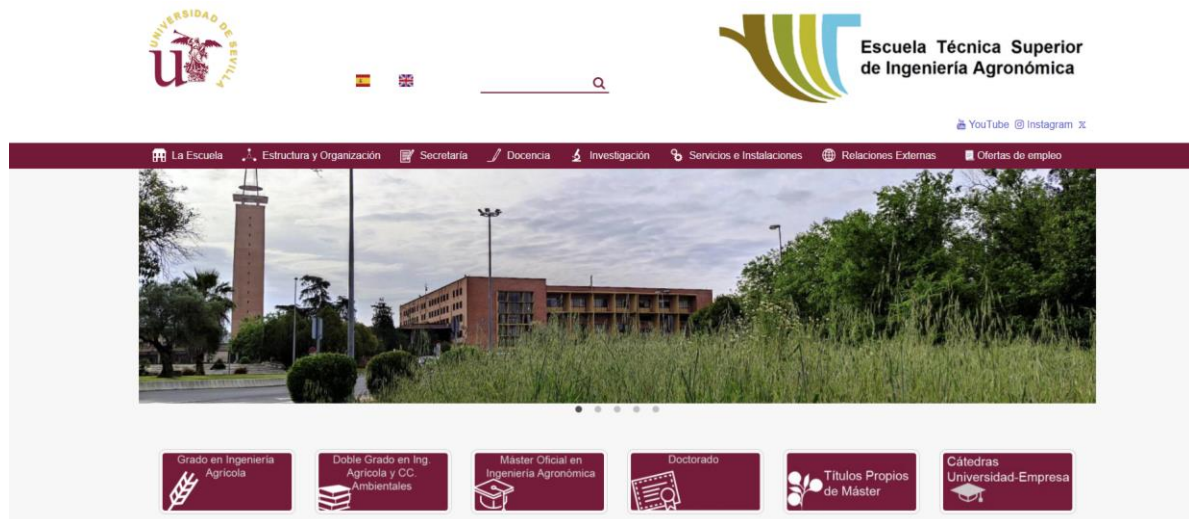 UNIVERSIDAD DE SEVILLA
u
Escuela Técnica Superior
de Ingeniería Agronómica
YouTube Instagram X
La Escuela Estructura y Organización Secretaría Docencia Investigación Servicios e Instalaciones Relaciones Externas Ofertas de empleo
Grado en Ingeniería
Agrícola
Doble Grado en Ing.
Agrícola y CC.
Ambientales
Máster Oficial en
Ingeniería Agronómica
Doctorado
Títulos Propios
de Máster
Cátedras
Universidad-Empresa